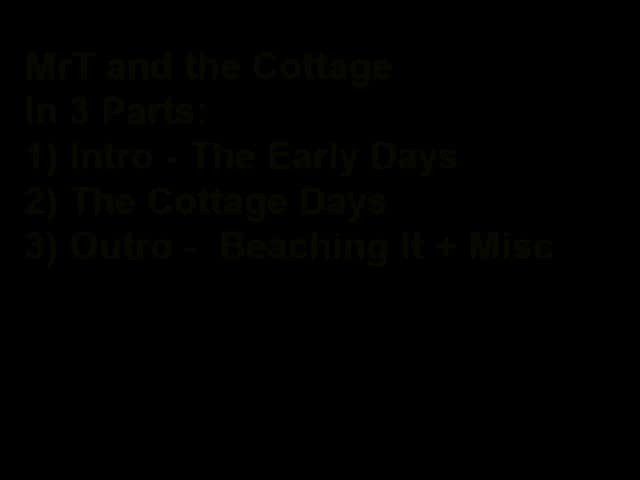 MrT and the Cottage
In 3 Parts:
1) Intro - The Early Days
2) The Cottage Days
3) Outro -  Beaching It + Misc